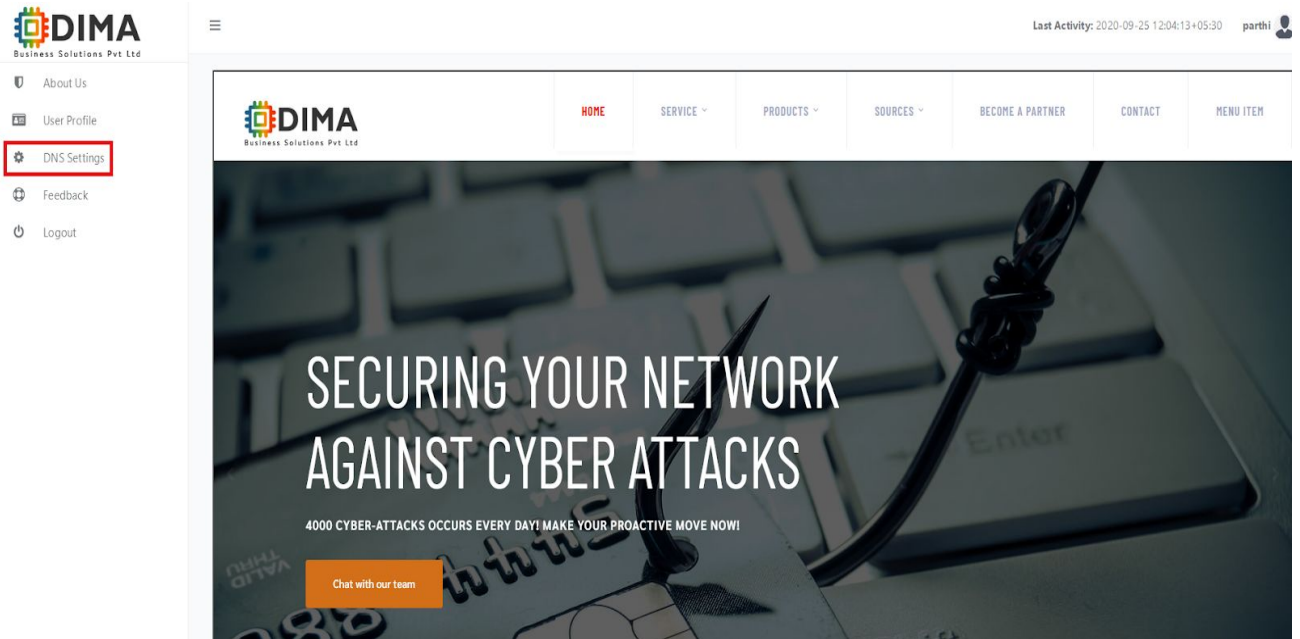 DIMA
Business Solutions Pvt Ltd
Last Activity: 2020-09-25 12:04:13+05:30 parthi
About Us
User Profile
DNS Settings
Feedback
Logout
DIMA
Business Solutions Pvt Ltd
HOME SERVICE PRODUCTS SOURCES BECOME A PARTNER CONTACT MENU ITEM
Enter
SECURING YOUR NETWORK
AGAINST CYBER ATTACKS
4000 CYBER-ATTACKS OCCURS EVERY DAY! MAKE YOUR PROACTIVE MOVE NOW!
VALID
THRU
Chat with our team